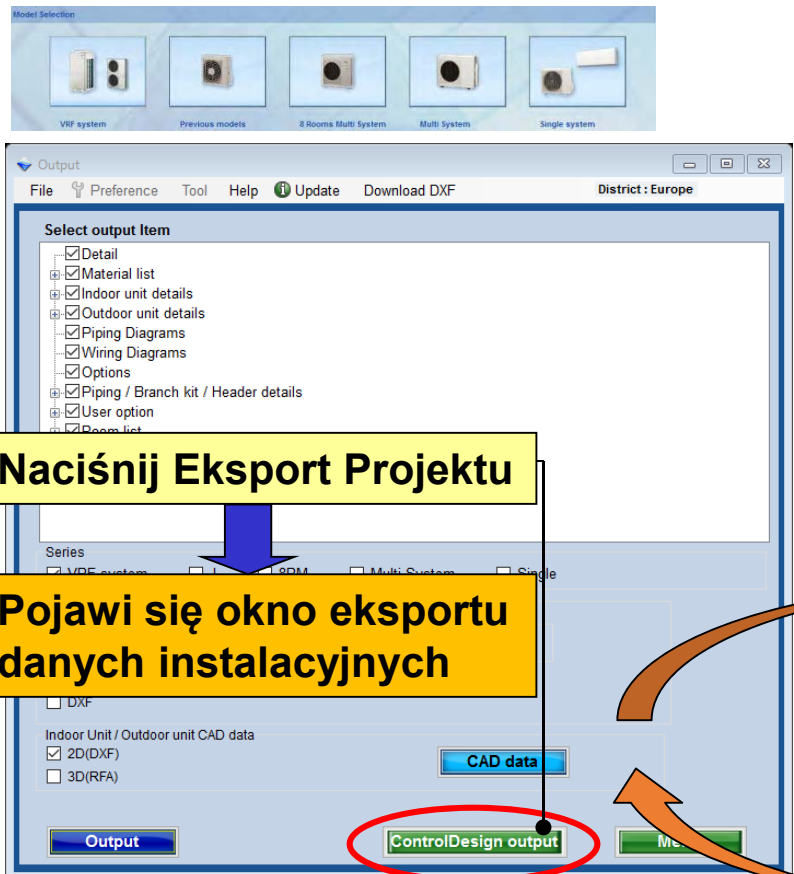 Model Selection
VRF system Previous models 8 Rooms Multi System Multi System Single system
Output
File Preference Tool Help Update Download DXF District : Europe
Select output Item
Detail
Material list
Indoor unit details
Outdoor unit details
Piping Diagrams
Wiring Diagrams
Options
Piping / Branch kit / Header details
User option
Room list
Naciśnij Eksport Projektu
Series
VRF system 8RM Multi System Single
Pojawi się okno eksportu
danych instalacyjnych
DXF
Indoor Unit / Outdoor unit CAD data
2D(DXF)
CAD data
3D(RFA)
Output ControlDesign output